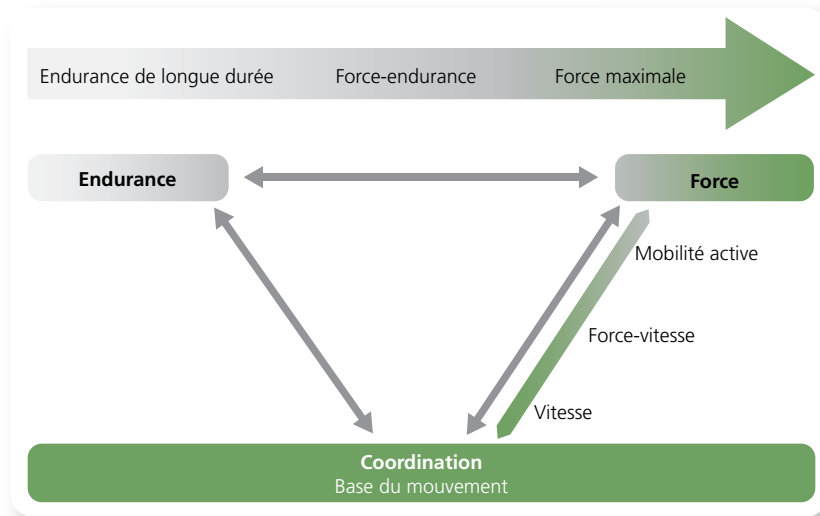 Endurance de longue durée Force-endurance Force maximale
Endurance Force
Mobilité active
Force-vitesse
Vitesse
Coordination
Base du mouvement